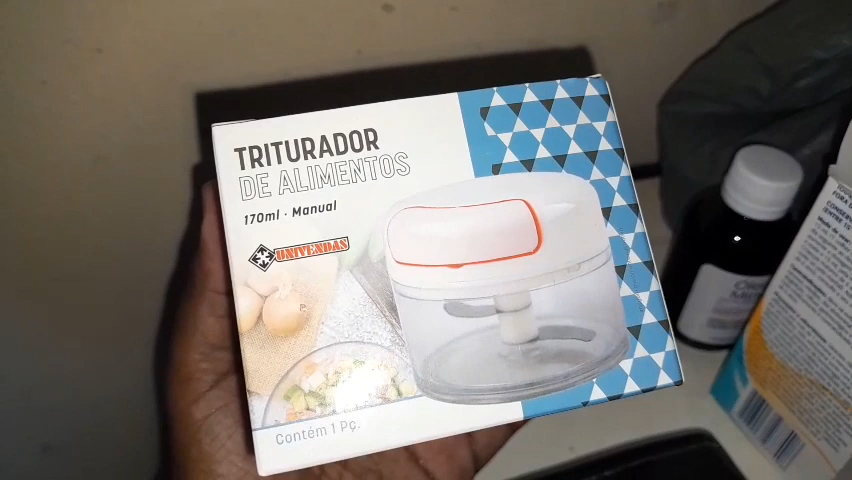 TRITURADOR
DE ALIMENTOS
170ml · Manual
UNIVENDAS
Contém 1 Pç.